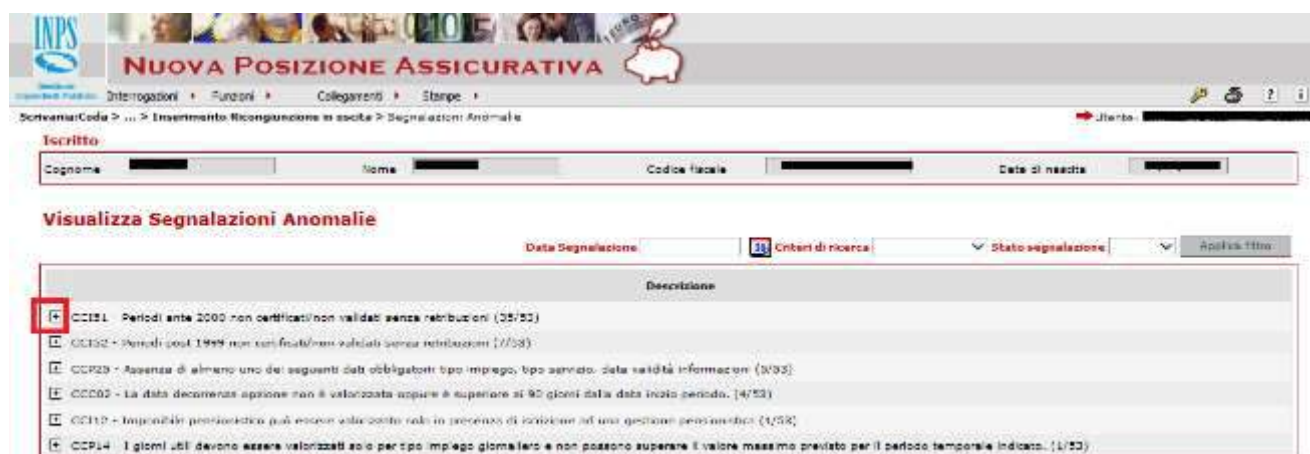 INPS
NUOVA POSIZIONE ASSICURATIVA
Interrogazioni Funzioni Collegamenti Stampe ? i
Scrivania:Coda > ... > Inserimento Ricongiunzione in uscita > Segnalazioni Anomalie Utente:
Iscritto
Cognome Nome Codice fiscale Data di nascita
Visualizza Segnalazioni Anomalie
Data Segnalazione Criteri di ricerca Stato segnalazione Applica filtro
Descrizione
CCI51 - Periodi ante 2000 non certificati/non validati senza retribuzioni (35/53)
CCI52 - Periodi post 1999 non certificati/non validati senza retribuzioni (7/53)
CCP25 - Assenza di almeno uno dei seguenti dati obbligatori: tipo impiego, tipo servizio, data validità informazioni (5/53)
CCC02 - La data decorrenza opzione non è valorizzata oppure è superiore ai 90 giorni dalla data inizio periodo. (4/53)
CCI12 - Imponibile pensionistico può essere valorizzato solo in presenza di iscrizione ad una gestione pensionistica (1/53)
CCP14 - I giorni utili devono essere valorizzati solo per tipo impiego giornaliero e non possono superare il valore massimo previsto per il periodo temporale indicato. (1/53)